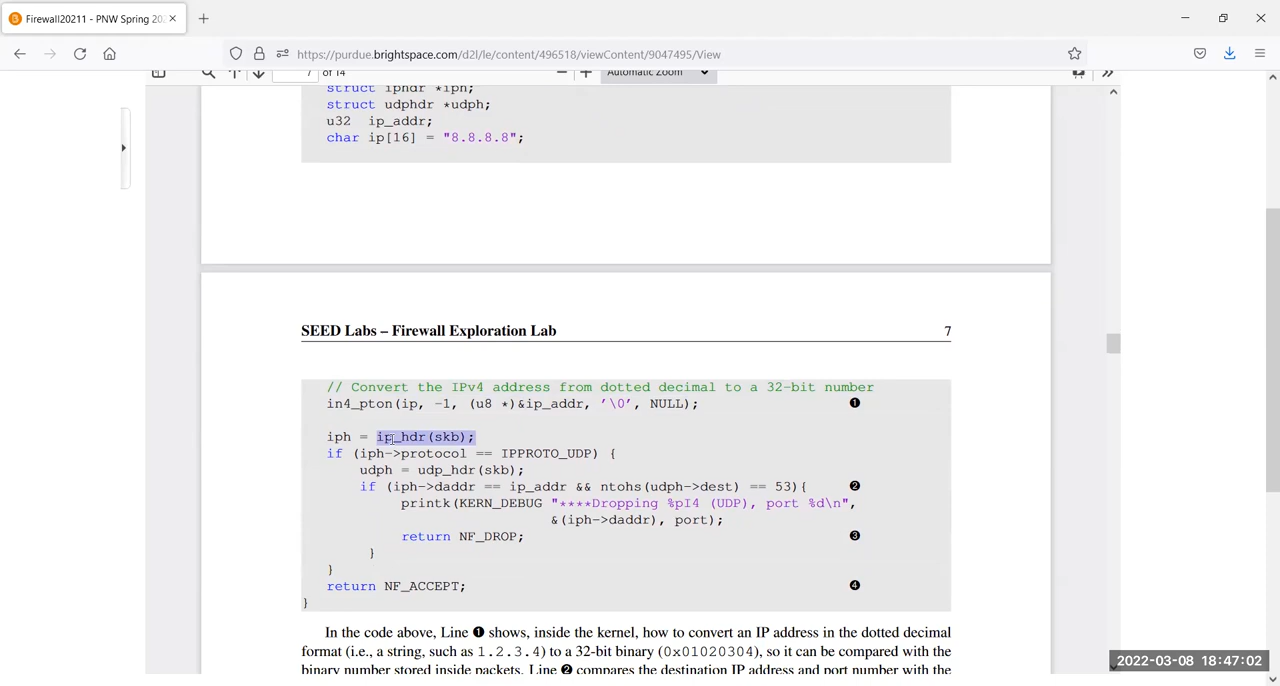 Firewall20211 - PNW Spring 202
https://purdue.brightspace.com/d2l/le/content/496518/viewContent/9047495/View
7 of 14
Automatic Zoom
struct iphdr *iph;
struct udphdr *udph;
u32 ip_addr;
char ip[16] = "8.8.8.8";
SEED Labs – Firewall Exploration Lab 7
// Convert the IPv4 address from dotted decimal to a 32-bit number
in4_pton(ip, -1, (u8 *)&ip_addr, '\0', NULL); ❶
iph = ip_hdr(skb);
if (iph->protocol == IPPROTO_UDP) {
udph = udp_hdr(skb);
if (iph->daddr == ip_addr && ntohs(udph->dest) == 53){ ❷
printk(KERN_DEBUG "****Dropping %pI4 (UDP), port %d\n",
&(iph->daddr), port);
return NF_DROP; ❸
}
}
return NF_ACCEPT; ❹
}
In the code above, Line ❶ shows, inside the kernel, how to convert an IP address in the dotted decimal
format (i.e., a string, such as 1.2.3.4) to a 32-bit binary (0x01020304), so it can be compared with the
binary number stored inside packets. Line ❷ compares the destination IP address and port number with the
2022-03-08 18:47:02